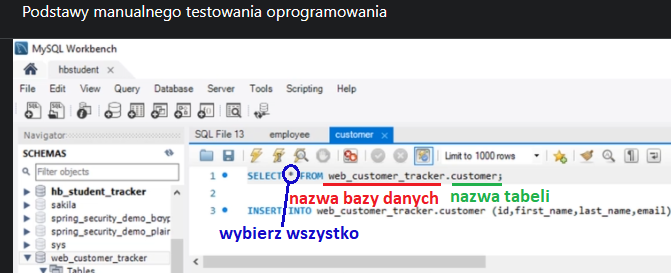 Podstawy manualnego testowania oprogramowania
MySQL Workbench
hbstudent ×
File Edit View Query Database Server Tools Scripting Help
Navigator
SQL File 13 employee customer ×
SCHEMAS
Limit to 1000 rows
Filter objects
1 SELECT * FROM web_customer_tracker.customer;
hb_student_tracker
sakila
2
nazwa bazy danych nazwa tabeli
spring_security_demo_bcyp
3 INSERT INTO web_customer_tracker.customer (id,first_name,last_name,email)
spring_security_demo_plair
wybierz wszystko
sys
web_customer_tracker
Tables